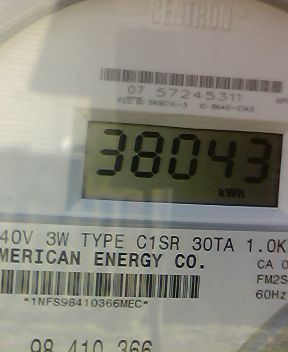 CENTRON
07 57245311
38043
kWh
40V 3W TYPE C1SR 30TA 1.0K
MERICAN ENERGY CO.
CA 0
FM2S
60Hz
*1NFS98410366MEC*
98 410 366